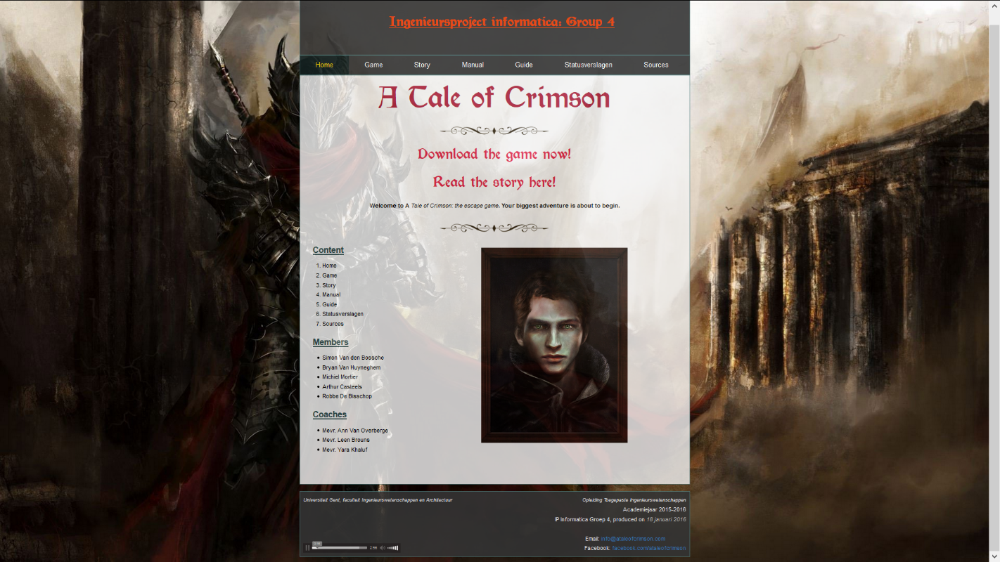 Ingenieursproject informatica: Group 4
Home Game Story Manual Guide Statusverslagen Sources
A Tale of Crimson
Download the game now!
Read the story here!
Welcome to A Tale of Crimson: the escape game. Your biggest adventure is about to begin.
Content
1. Home
2. Game
3. Story
4. Manual
5. Guide
6. Statusverslagen
7. Sources
Members
• Simon Van den Bossche
• Bryan Van Huyneghem
• Michiel Mortier
• Arthur Casteels
• Robbe De Bisschop
Coaches
• Mevr. Ann Van Overberge
• Mevr. Leen Brouns
• Mevr. Yara Khaluf
Universiteit Gent, faculteit Ingenieurswetenschappen en Architectuur
Opleiding Toegepaste Ingenieurswetenschappen
Academiejaar 2015-2016
IP Informatica Groep 4, produced on 18 januari 2016
Email: info@ataleofcrimson.com
Facebook: facebook.com/ataleofcrimson
2:55